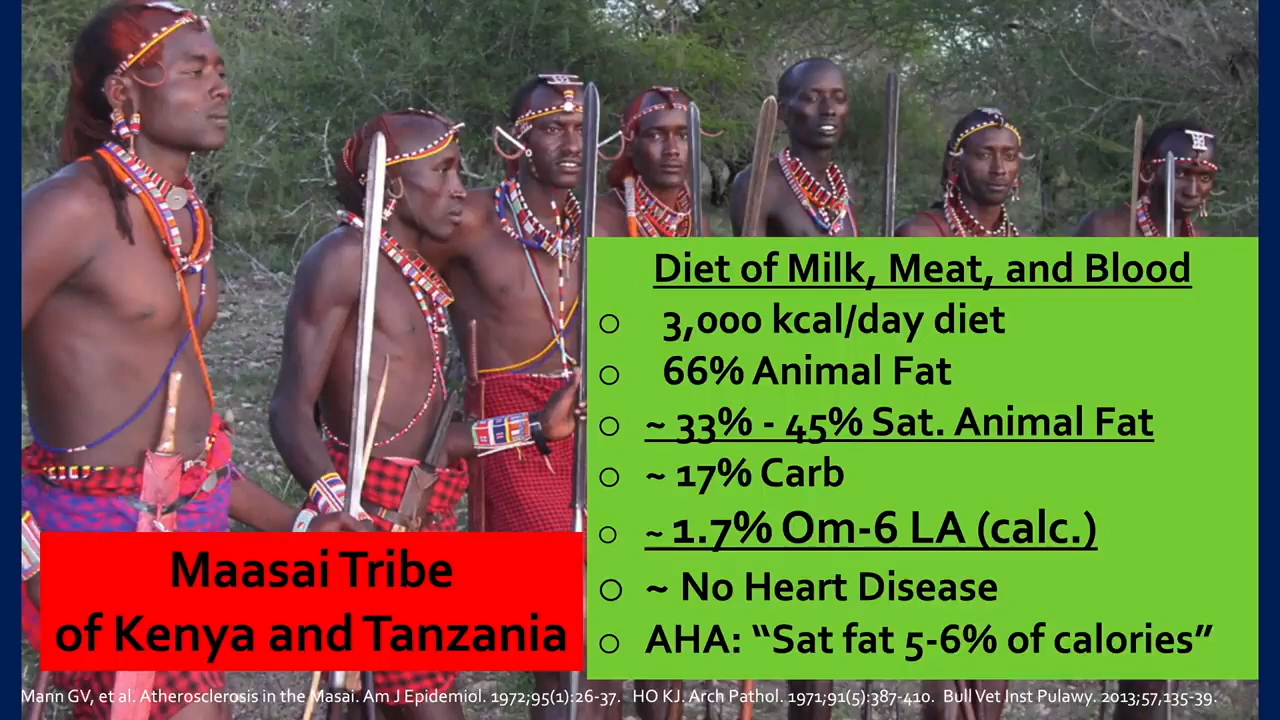 Diet of Milk, Meat, and Blood
○ 3,000 kcal/day diet
○ 66% Animal Fat
○ ~ 33% - 45% Sat. Animal Fat
○ ~ 17% Carb
○ ~ 1.7% Om-6 LA (calc.)
○ ~ No Heart Disease
○ AHA: “Sat fat 5-6% of calories”
Maasai Tribe
of Kenya and Tanzania
Mann GV, et al. Atherosclerosis in the Masai. Am J Epidemiol. 1972;95(1):26-37. HO KJ. Arch Pathol. 1971;91(5):387-410. Bull Vet Inst Pulawy. 2013;57,135-39.